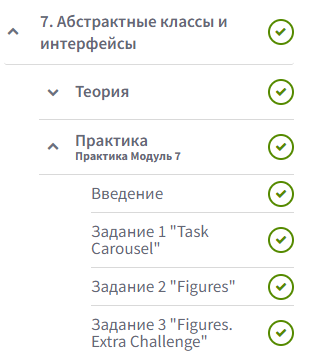 7. Абстрактные классы и
интерфейсы
Теория
Практика
Практика Модуль 7
Введение
Задание 1 "Task
Carousel"
Задание 2 "Figures"
Задание 3 "Figures.
Extra Challenge"